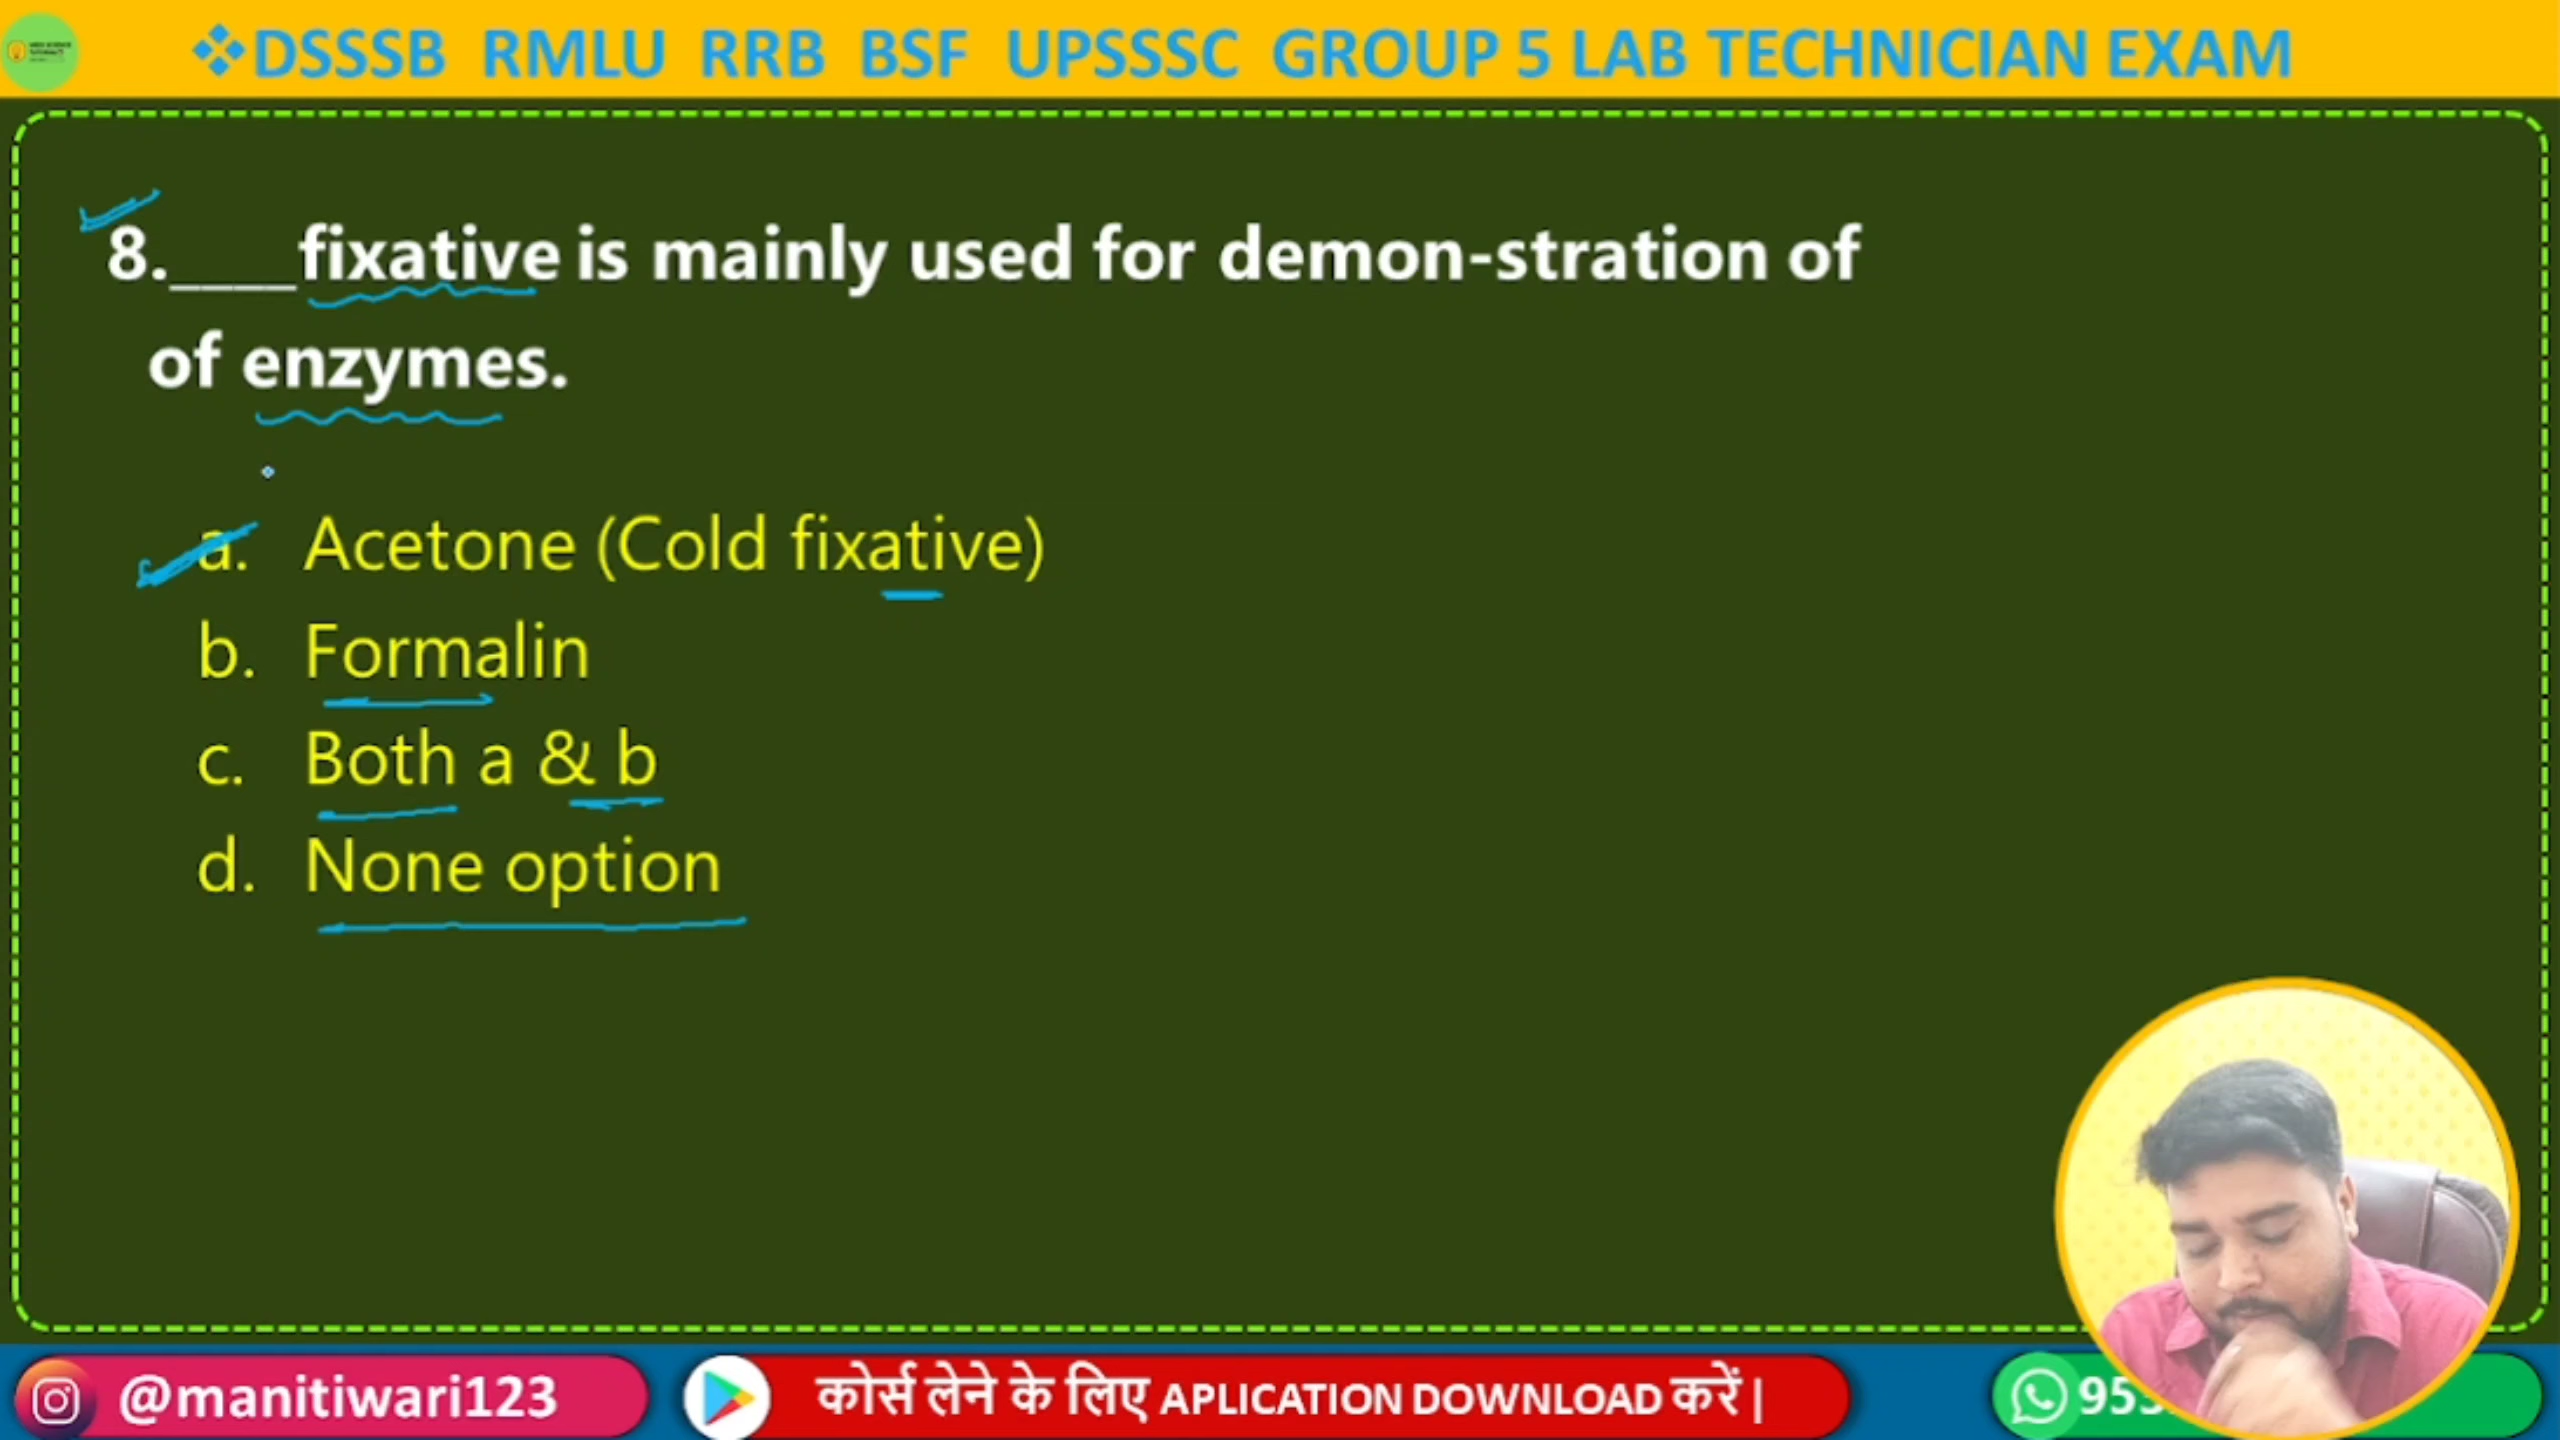 ❖DSSSB RMLU RRB BSF UPSSSC GROUP 5 LAB TECHNICIAN EXAM
8.____fixative is mainly used for demon-stration of
of enzymes.
a. Acetone (Cold fixative)
b. Formalin
c. Both a & b
d. None option
@manitiwari123
कोर्स लेने के लिए APLICATION DOWNLOAD करें |